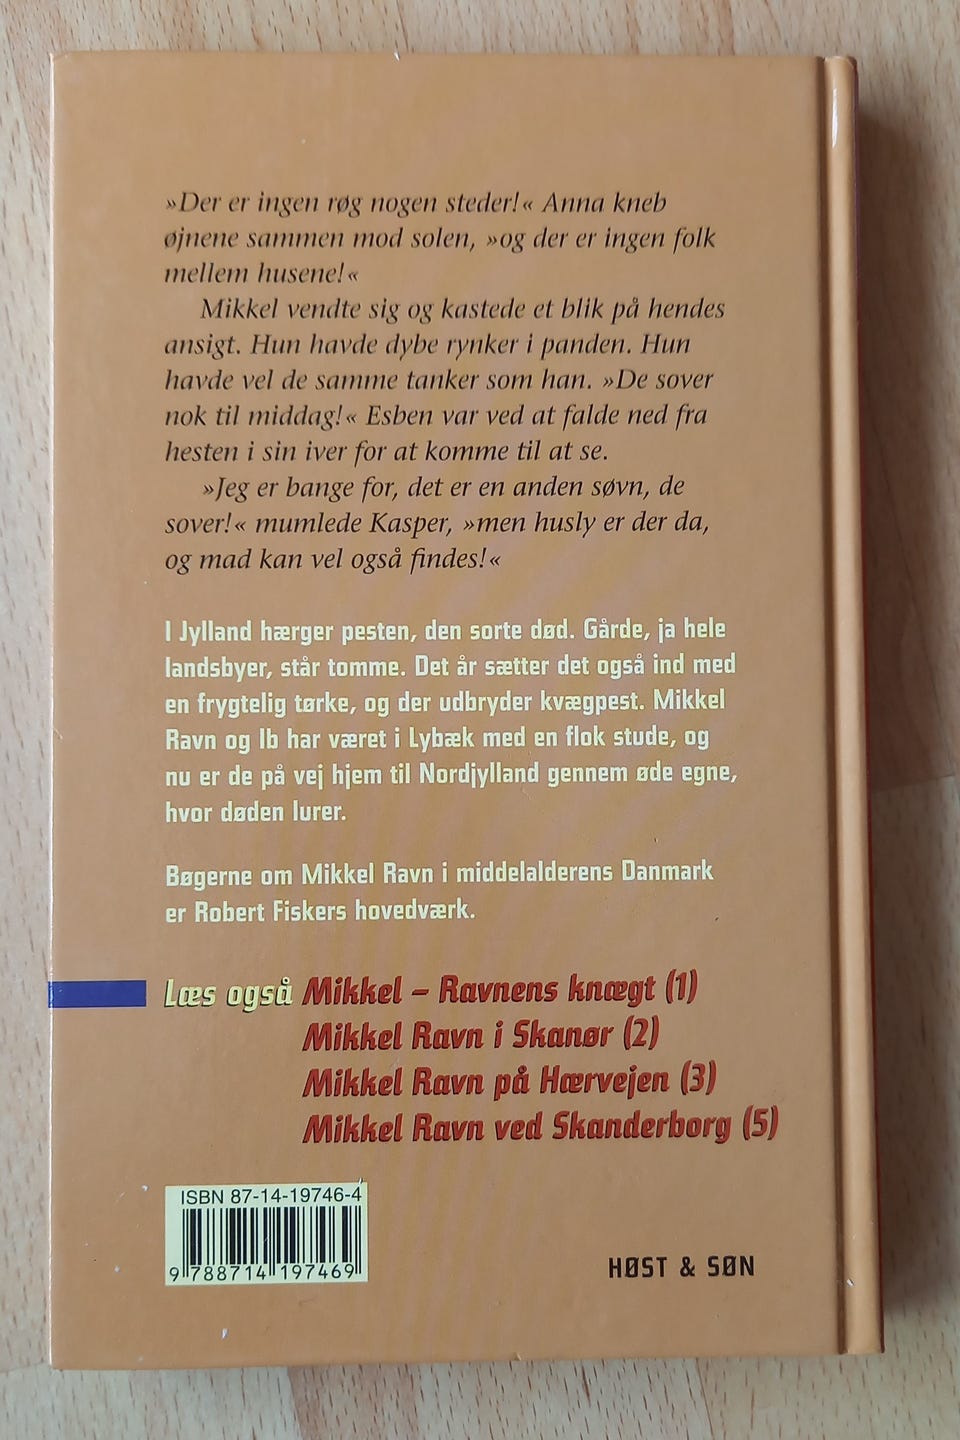 »Der er ingen røg nogen steder!« Anna kneb
øjnene sammen mod solen, »og der er ingen folk
mellem husene!«
Mikkel vendte sig og kastede et blik på hendes
ansigt. Hun havde dybe rynker i panden. Hun
havde vel de samme tanker som han. »De sover
nok til middag!« Esben var ved at falde ned fra
hesten i sin iver for at komme til at se.
»Jeg er bange for, det er en anden søvn, de
sover!« mumlede Kasper, »men husly er der da,
og mad kan vel også findes!«
I Jylland hærger pesten, den sorte død. Gårde, ja hele
landsbyer, står tomme. Det år sætter det også ind med
en frygtelig tørke, og der udbryder kvægpest. Mikkel
Ravn og Ib har været i Lybæk med en flok stude, og
nu er de på vej hjem til Nordjylland gennem øde egne,
hvor døden lurer.
Bøgerne om Mikkel Ravn i middelalderens Danmark
er Robert Fiskers hovedværk.
Læs også Mikkel – Ravnens knægt (1)
Mikkel Ravn i Skanør (2)
Mikkel Ravn på Hærvejen (3)
Mikkel Ravn ved Skanderborg (5)
ISBN 87-14-19746-4
9 788714 197469
HØST & SØN